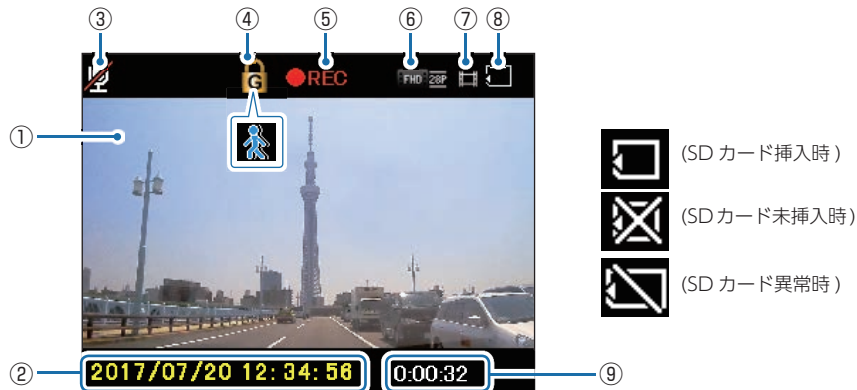 ③ ④ ⑤ ⑥ ⑦ ⑧
G ●REC FHD 28P
①
(SD カード挿入時)
(SD カード未挿入時)
(SD カード異常時)
② 2017/07/20 12:34:56 0:00:32 ⑨